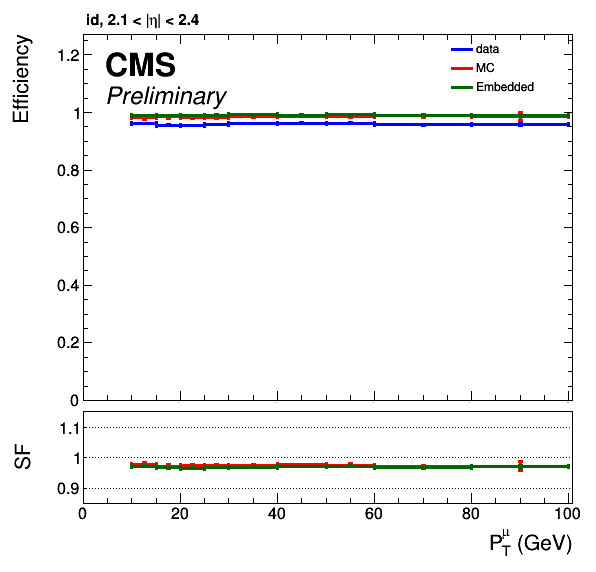 id, 2.1 < |η| < 2.4
Efficiency
1.2
1
0.8
0.6
0.4
0.2
0
CMS
Preliminary
data
MC
Embedded
SF
1.1
1
0.9
0 20 40 60 80 100
P_T^μ (GeV)